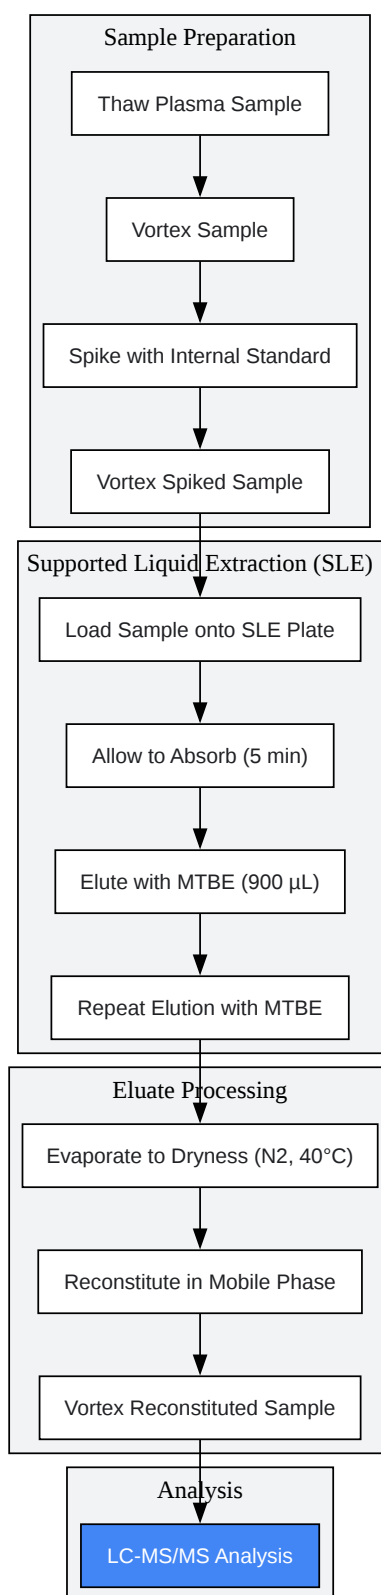 Sample Preparation
Thaw Plasma Sample
Vortex Sample
Spike with Internal Standard
Vortex Spiked Sample
Supported Liquid Extraction (SLE)
Load Sample onto SLE Plate
Allow to Absorb (5 min)
Elute with MTBE (900 µL)
Repeat Elution with MTBE
Eluate Processing
Evaporate to Dryness (N2, 40°C)
Reconstitute in Mobile Phase
Vortex Reconstituted Sample
Analysis
LC-MS/MS Analysis